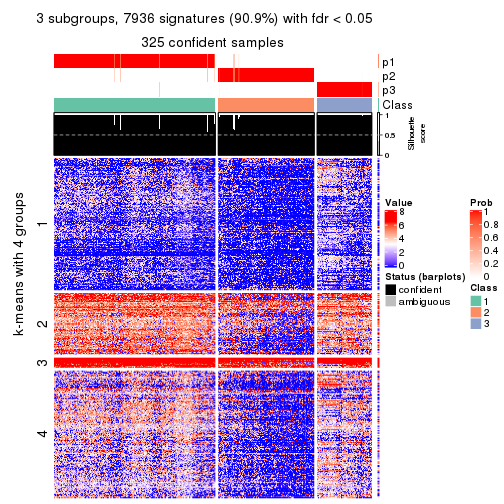 3 subgroups, 7936 signatures (90.9%) with fdr < 0.05
325 confident samples
p1
p2
p3
Class
1
0.5
0
Silhouette
score
k-means with 4 groups
1
2
3
4
Value
8
6
4
2
0
Status (barplots)
confident
ambiguous
Prob
1
0.8
0.6
0.4
0.2
0
Class
1
2
3